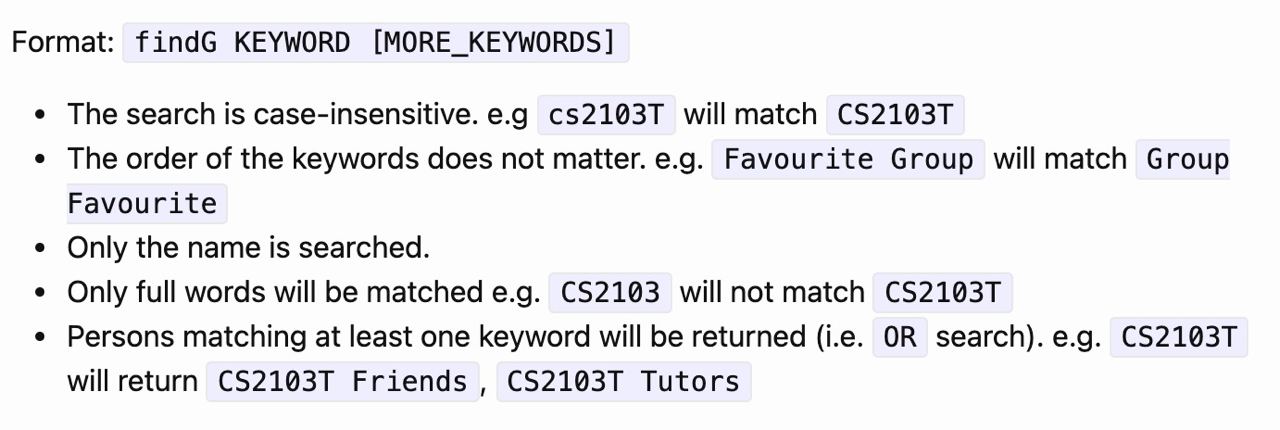 Format: findG KEYWORD [MORE_KEYWORDS]
• The search is case-insensitive. e.g cs2103T will match CS2103T
• The order of the keywords does not matter. e.g. Favourite Group will match Group
Favourite
• Only the name is searched.
• Only full words will be matched e.g. CS2103 will not match CS2103T
• Persons matching at least one keyword will be returned (i.e. OR search). e.g. CS2103T
will return CS2103T Friends, CS2103T Tutors